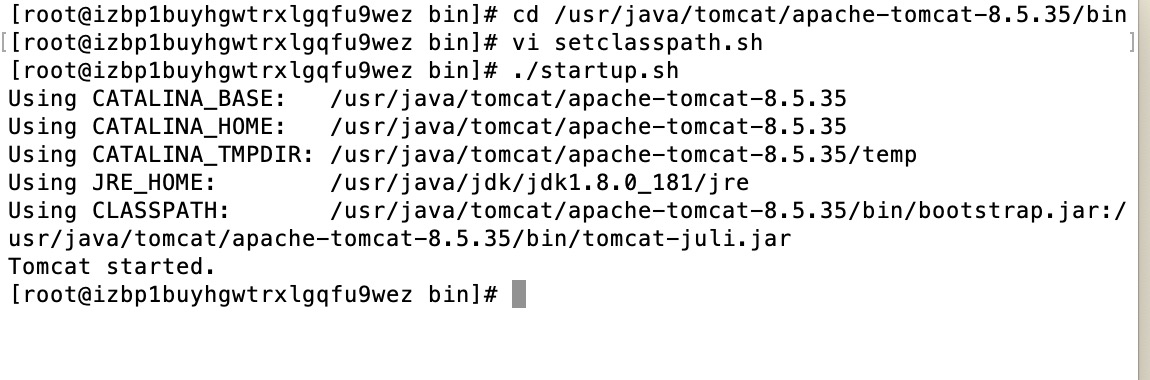 [root@izbp1buyhgwtrxlgqfu9wez bin]# cd /usr/java/tomcat/apache-tomcat-8.5.35/bin
[[root@izbp1buyhgwtrxlgqfu9wez bin]# vi setclasspath.sh ]
[root@izbp1buyhgwtrxlgqfu9wez bin]# ./startup.sh
Using CATALINA_BASE:   /usr/java/tomcat/apache-tomcat-8.5.35
Using CATALINA_HOME:   /usr/java/tomcat/apache-tomcat-8.5.35
Using CATALINA_TMPDIR: /usr/java/tomcat/apache-tomcat-8.5.35/temp
Using JRE_HOME:        /usr/java/jdk/jdk1.8.0_181/jre
Using CLASSPATH:       /usr/java/tomcat/apache-tomcat-8.5.35/bin/bootstrap.jar:/
usr/java/tomcat/apache-tomcat-8.5.35/bin/tomcat-juli.jar
Tomcat started.
[root@izbp1buyhgwtrxlgqfu9wez bin]#